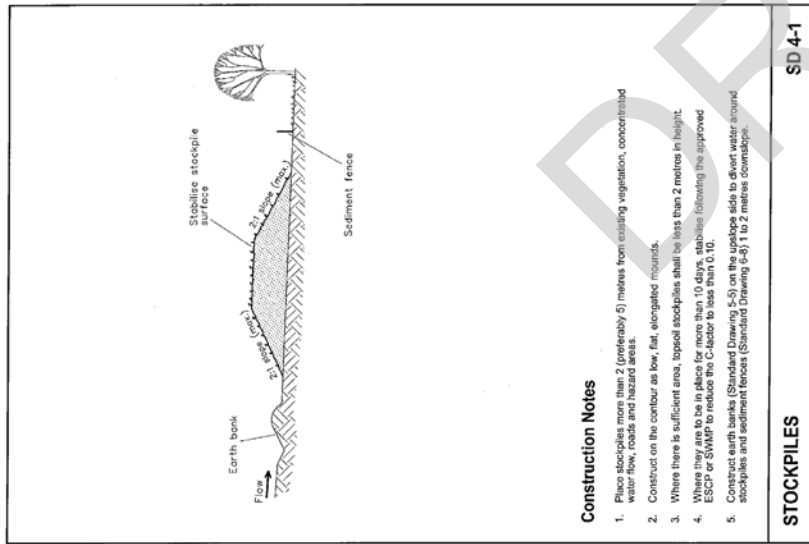 Stabilise stockpile
surface
2:1 slope (max.)
2:1 slope (max.)
Earth bank
Flow
Sediment fence
Construction Notes
1. Place stockpiles more than 2 (preferably 5) metres from existing vegetation, concentrated
water flow, roads and hazard areas.
2. Construct on the contour as low, flat, elongated mounds.
3. Where there is sufficient area, topsoil stockpiles shall be less than 2 metres in height.
4. Where they are to be in place for more than 10 days, stabilise following the approved
ESCP or SWMP to reduce the C-factor to less than 0.10.
5. Construct earth banks (Standard Drawing 5-5) on the upslope side to divert water around
stockpiles and sediment fences (Standard Drawing 6-8) 1 to 2 metres downslope.
STOCKPILES
SD 4-1
DR